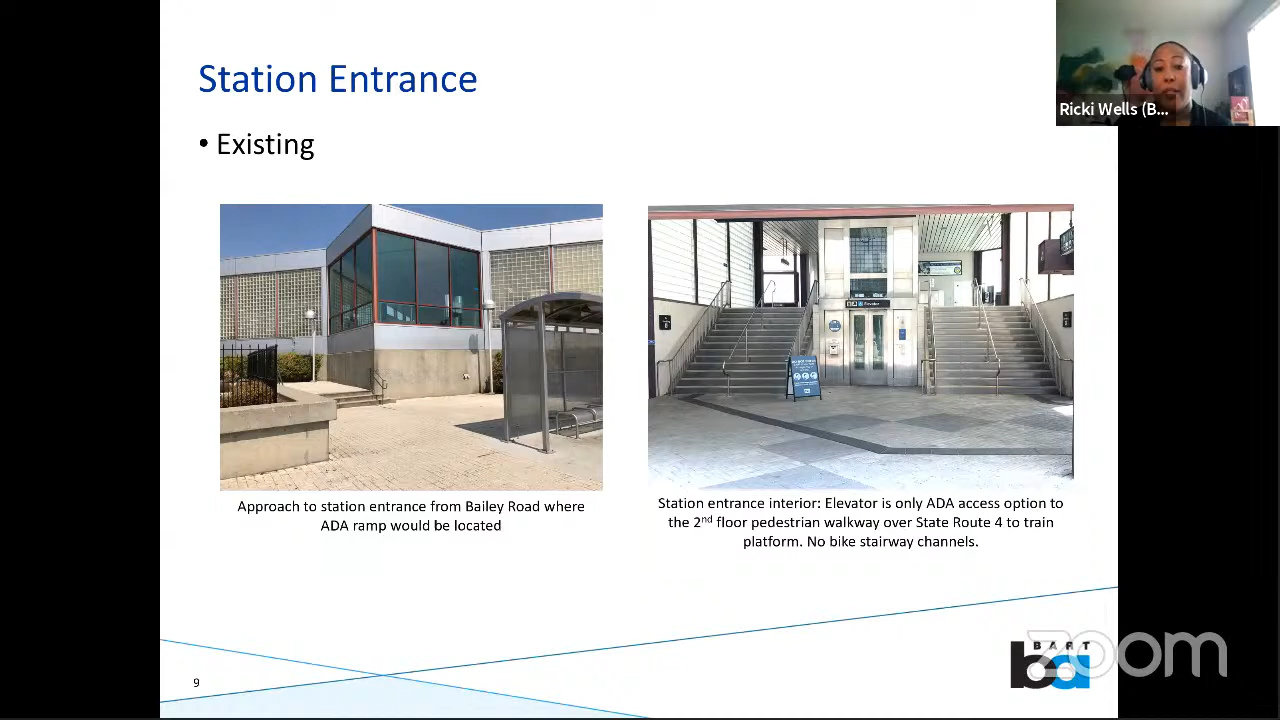 Station Entrance
• Existing
Ricki Wells (B...
Elevator
Approach to station entrance from Bailey Road where
ADA ramp would be located
Station entrance interior: Elevator is only ADA access option to
the 2nd floor pedestrian walkway over State Route 4 to train
platform. No bike stairway channels.
9
BART
ba
zoom